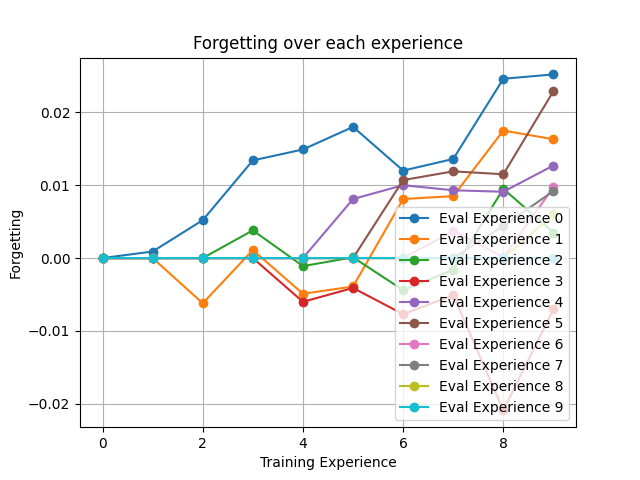 Forgetting over each experience
0.02
0.01
0.00
−0.01
−0.02
Forgetting
0
2
4
6
8
Training Experience
Eval Experience 0
Eval Experience 1
Eval Experience 2
Eval Experience 3
Eval Experience 4
Eval Experience 5
Eval Experience 6
Eval Experience 7
Eval Experience 8
Eval Experience 9